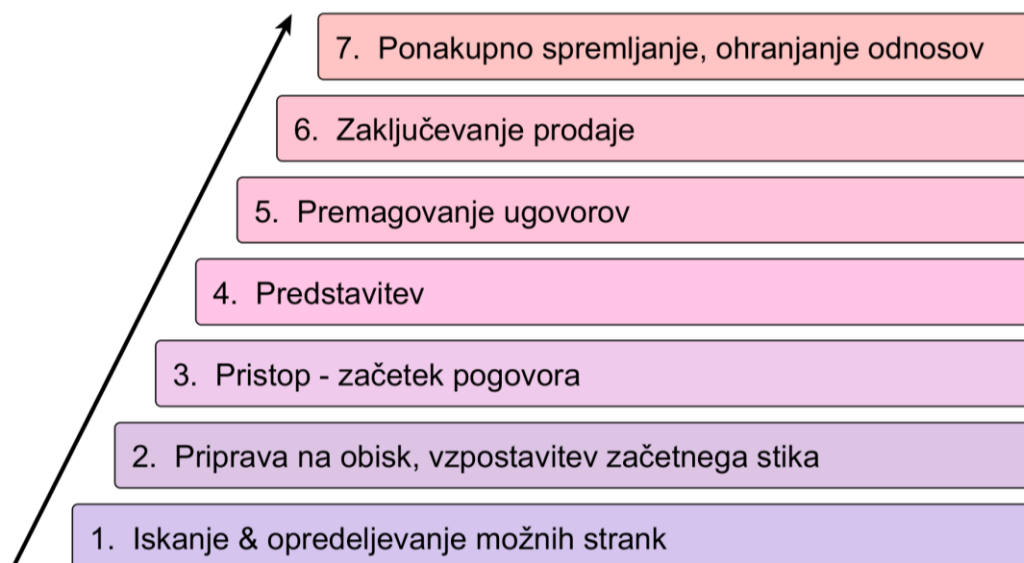 7. Ponakupno spremljanje, ohranjanje odnosov
6. Zaključevanje prodaje
5. Premagovanje ugovorov
4. Predstavitev
3. Pristop - začetek pogovora
2. Priprava na obisk, vzpostavitev začetnega stika
1. Iskanje & opredeljevanje možnih strank